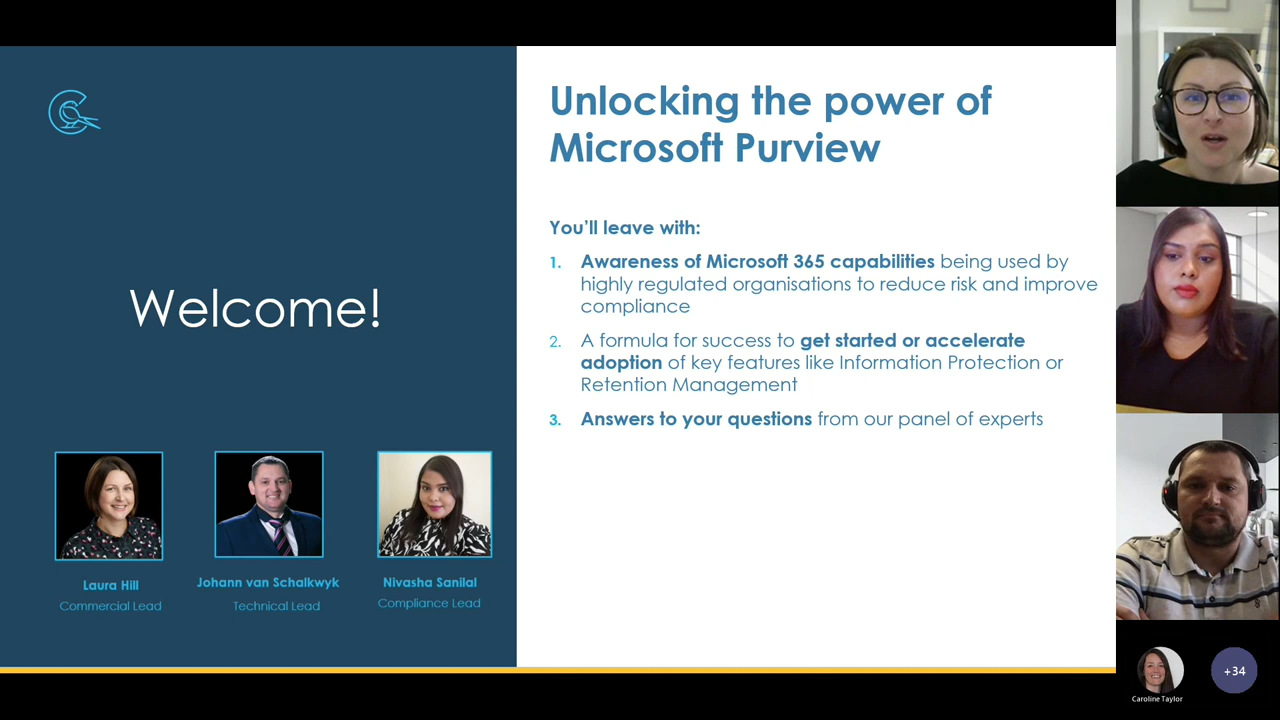 Welcome!
Laura Hill
Commercial Lead
Johann van Schalkwyk
Technical Lead
Nivasha Sanilal
Compliance Lead
Unlocking the power of
Microsoft Purview
You'll leave with:
1. Awareness of Microsoft 365 capabilities being used by
highly regulated organisations to reduce risk and improve
compliance
2. A formula for success to get started or accelerate
adoption of key features like Information Protection or
Retention Management
3. Answers to your questions from our panel of experts
Caroline Taylor
+34